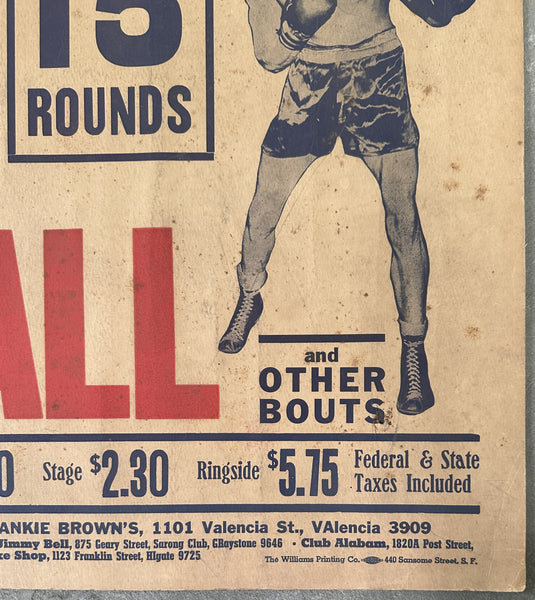 15
ROUNDS
ALL
and
OTHER
BOUTS
0 Stage $2.30 Ringside $5.75 Federal & State
Taxes Included
ANKIE BROWN'S, 1101 Valencia St., VAlencia 3909
Jimmy Bell, 875 Geary Street, Sarong Club, GRaystone 9646 • Club Alabam, 1820A Post Street,
ke Shop, 1123 Franklin Street, HIgate 9725
The Williams Printing Co. 440 Sansome Street, S. F.